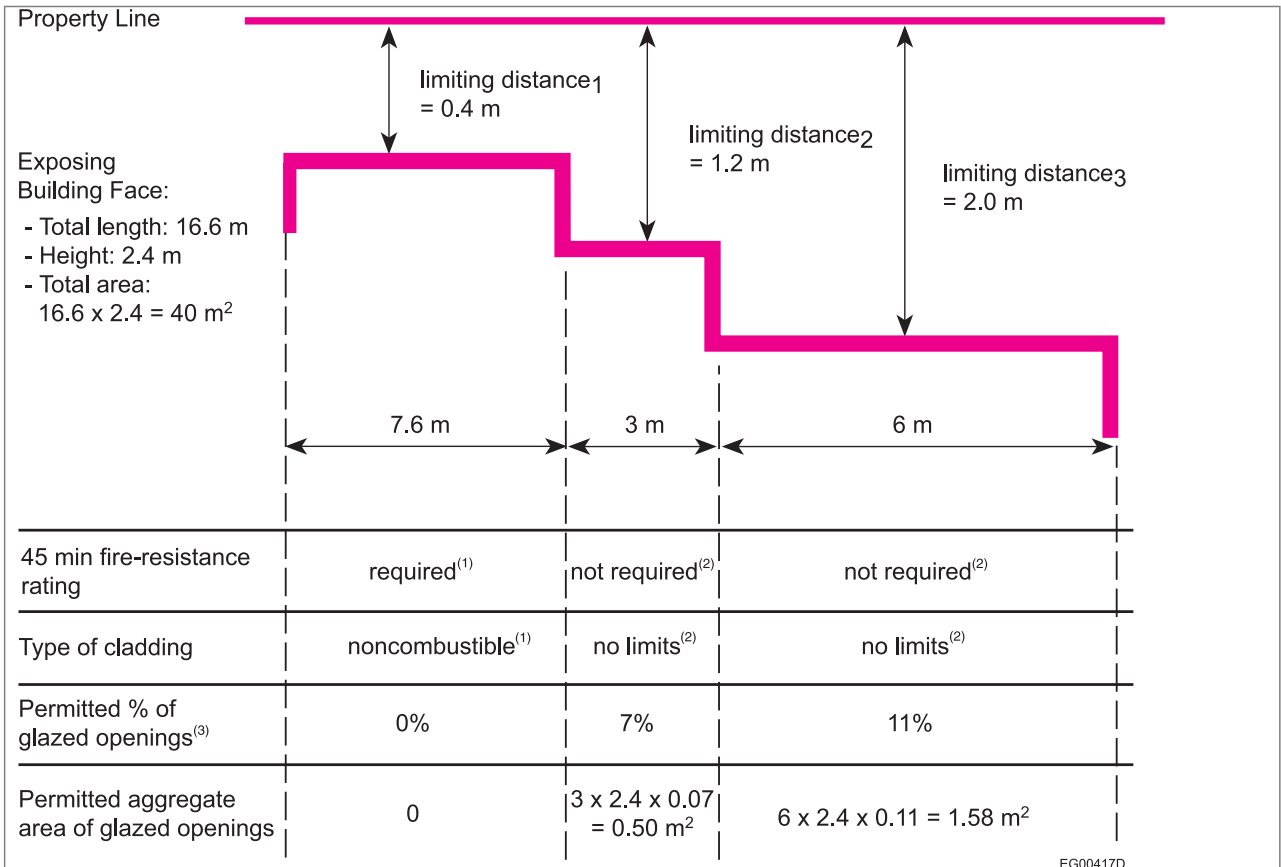 Property Line
limiting distance1
= 0.4 m
limiting distance2
= 1.2 m
limiting distance3
= 2.0 m
Exposing
Building Face:
- Total length: 16.6 m
- Height: 2.4 m
- Total area:
16.6 x 2.4 = 40 m2
7.6 m
3 m
6 m
45 min fire-resistance
rating
required(1)
not required(2)
not required(2)
Type of cladding
noncombustible(1)
no limits(2)
no limits(2)
Permitted % of
glazed openings(3)
0%
7%
11%
Permitted aggregate
area of glazed openings
0
3 x 2.4 x 0.07
= 0.50 m2
6 x 2.4 x 0.11 = 1.58 m2
EG00417D